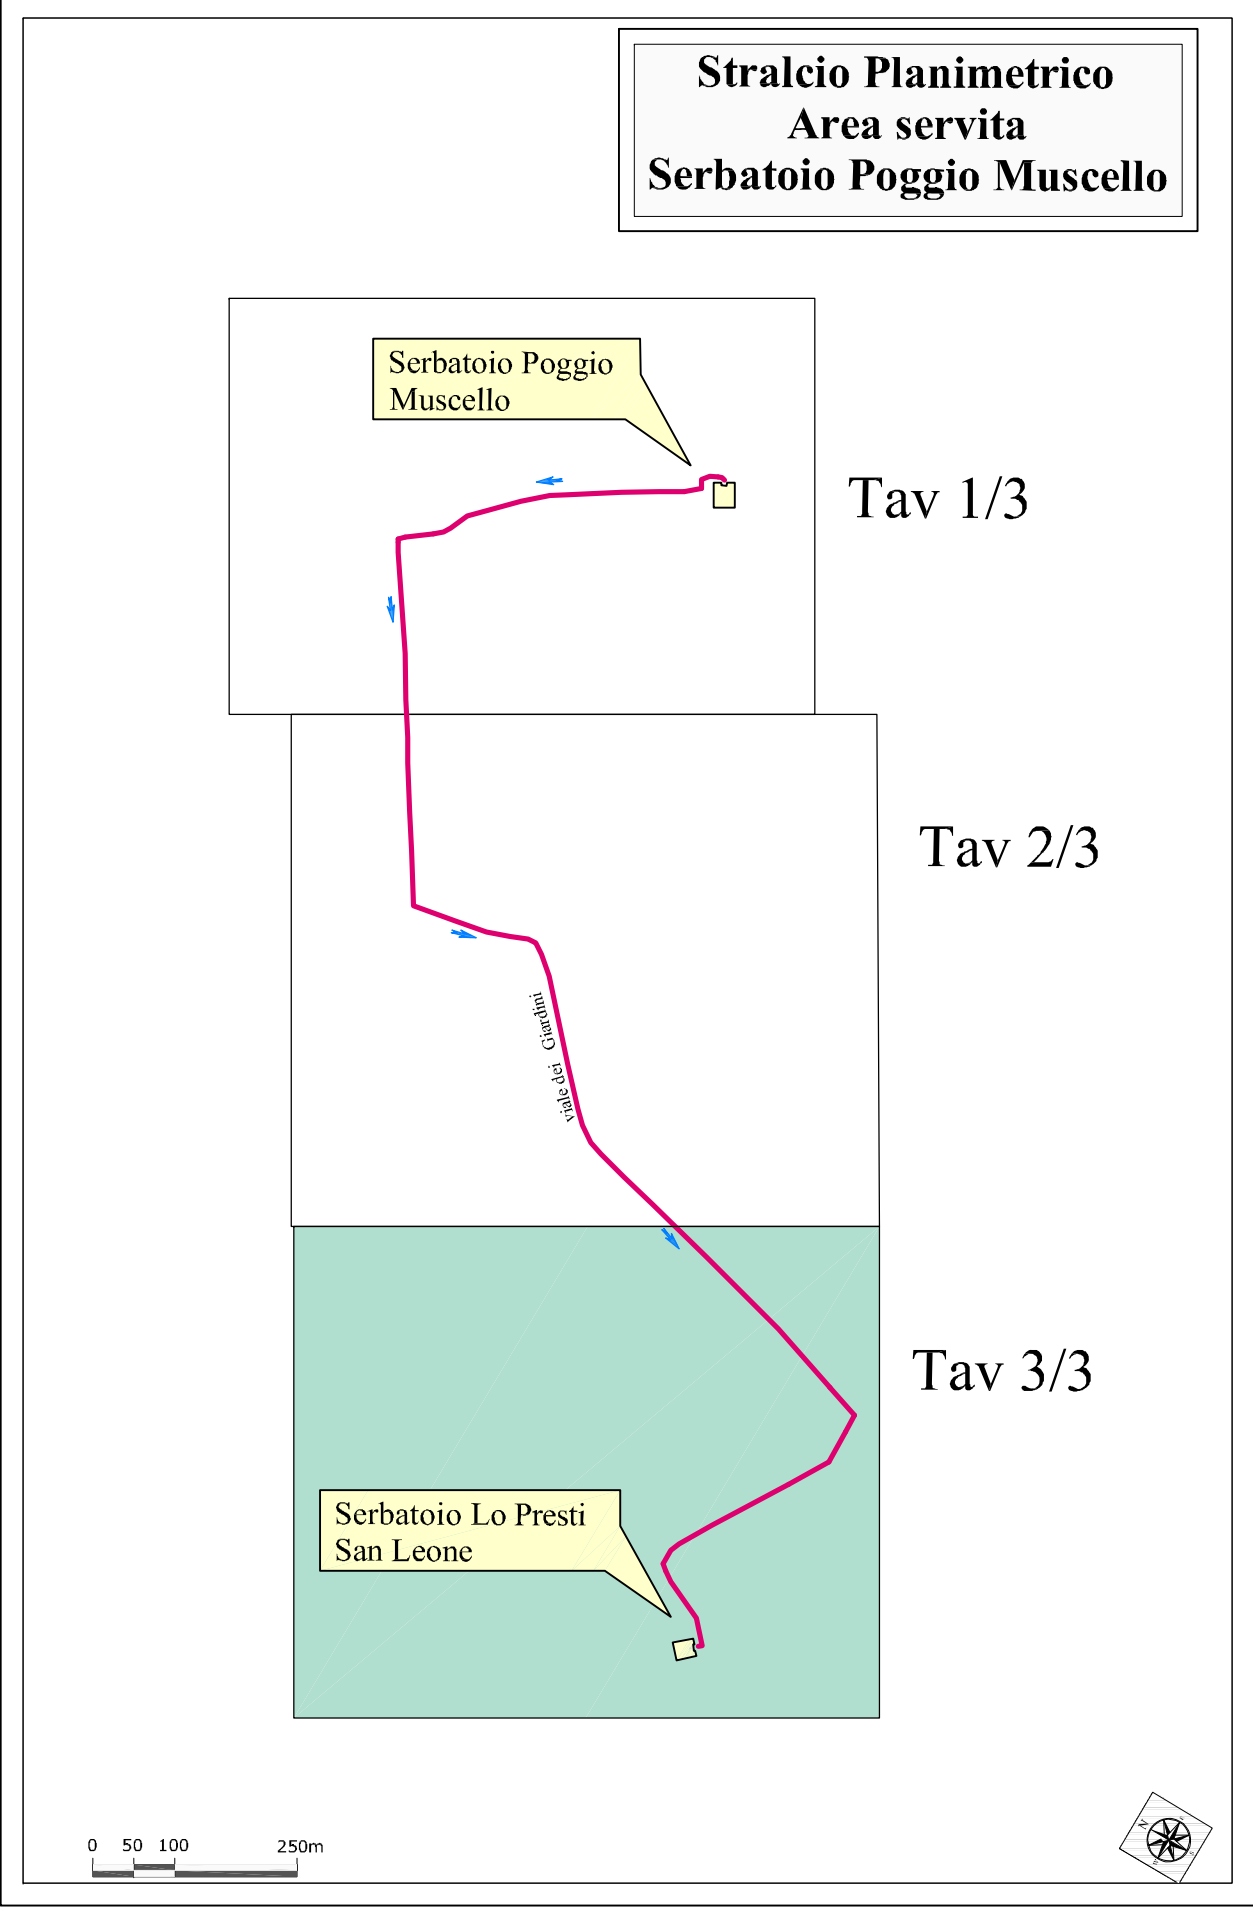 Stralcio Planimetrico
Area servita
Serbatoio Poggio Muscello
Serbatoio Poggio
Muscello
Tav 1/3
Tav 2/3
viale dei Giardini
Tav 3/3
Serbatoio Lo Presti
San Leone
0 50 100 250m
N